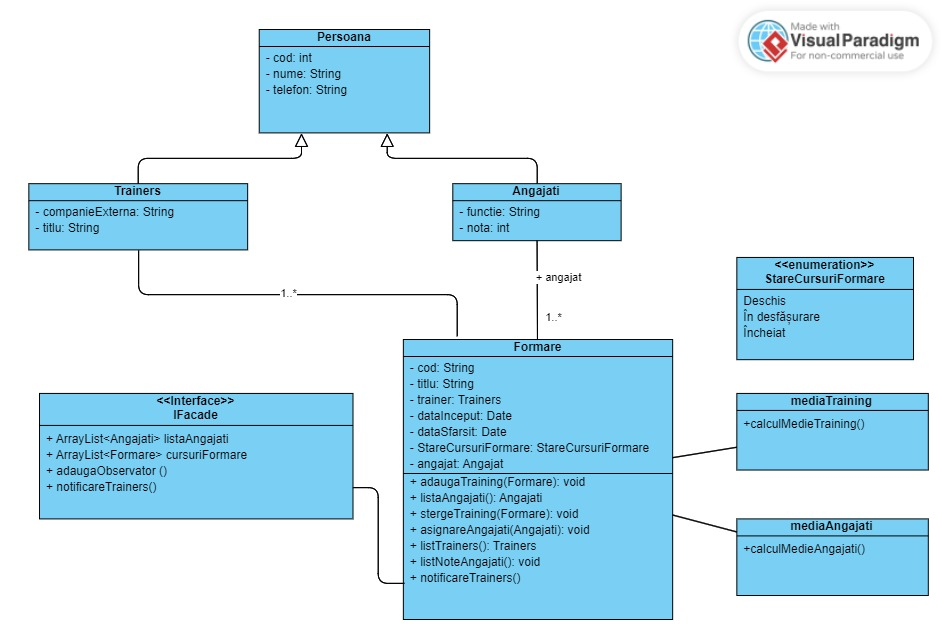 Made with
Visual Paradigm
For non-commercial use
Persoana
- cod: int
- nume: String
- telefon: String
Trainers
- companieExterna: String
- titlu: String
Angajati
- functie: String
- nota: int
+ angajat
1..*
1..*
<<enumeration>>
StareCursuriFormare
Deschis
În desfășurare
Încheiat
Formare
- cod: String
- titlu: String
- trainer: Trainers
- dataInceput: Date
- dataSfarsit: Date
- StareCursuriFormare: StareCursuriFormare
- angajat: Angajat
+ adaugaTraining(Formare): void
+ listaAngajati(): Angajati
+ stergeTraining(Formare): void
+ asignareAngajati(Angajati): void
+ listTrainers(): Trainers
+ listNoteAngajati(): void
+ notificareTrainers()
<<Interface>>
IFacade
+ ArrayList<Angajati> listaAngajati
+ ArrayList<Formare> cursuriFormare
+ adaugaObservator ()
+ notificareTrainers()
mediaTraining
+calculMedieTraining()
mediaAngajati
+calculMedieAngajati()